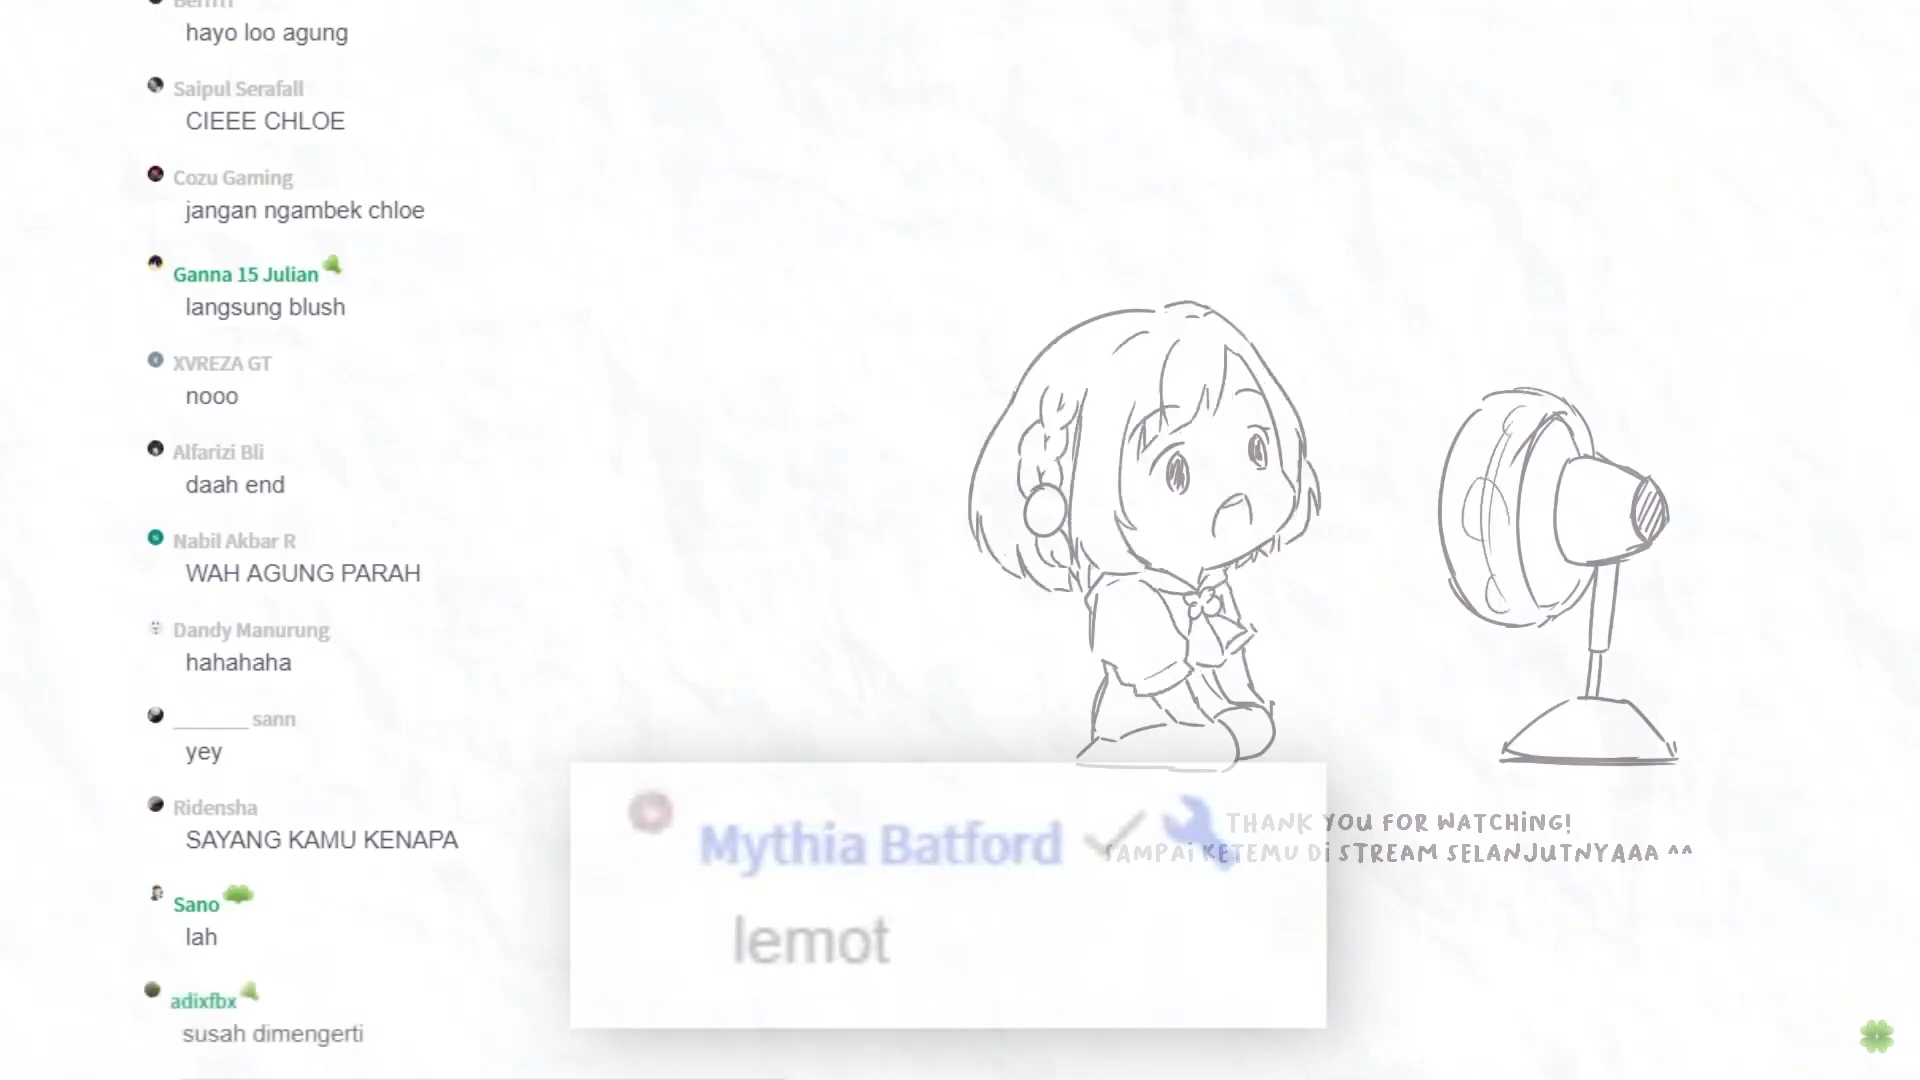 hayo loo agung
Saipul Serafall
CIEEE CHLOE
Cozu Gaming
jangan ngambek chloe
Ganna 15 Julian
langsung blush
XVREZA GT
nooo
Alfarizi Bli
daah end
Nabil Akbar R
WAH AGUNG PARAH
Dandy Manurung
hahahaha
_______ sann
yey
Ridensha
SAYANG KAMU KENAPA
Sano
lah
adixfbx
susah dimengerti
Mythia Batford
lemot
THANK YOU FOR WATCHING!
SAMPAI KETEMU DI STREAM SELANJUTNYAAA ^^